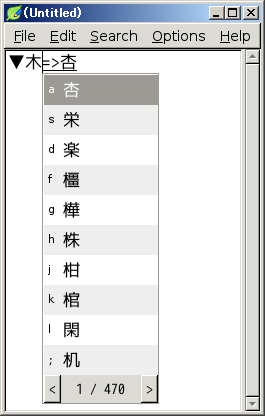 (Untitled)
File Edit Search Options Help
▼木=>杏
a 杏
s 栄
d 楽
f 橿
g 樺
h 株
j 柑
k 棺
l 閑
; 机
< 1 / 470 >